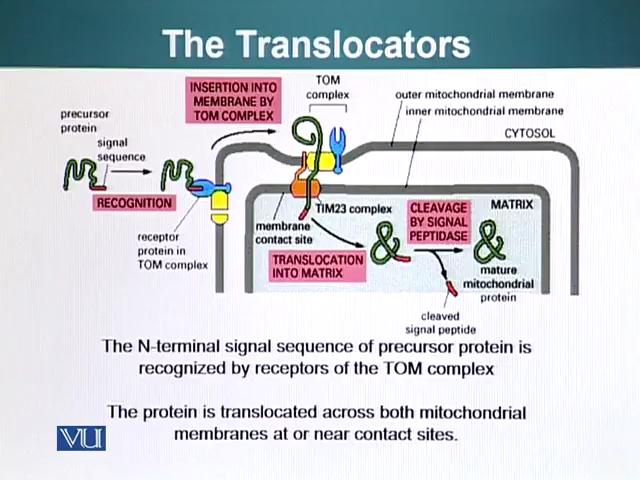 The Translocators
INSERTION INTO
MEMBRANE BY
TOM COMPLEX
TOM
complex
outer mitochondrial membrane
inner mitochondrial membrane
CYTOSOL
precursor
protein
signal
sequence
RECOGNITION
receptor
protein in
TOM complex
membrane
contact site
TIM23 complex
TRANSLOCATION
INTO MATRIX
CLEAVAGE
BY SIGNAL
PEPTIDASE
MATRIX
mature
mitochondrial
protein
cleaved
signal peptide
The N-terminal signal sequence of precursor protein is
recognized by receptors of the TOM complex
The protein is translocated across both mitochondrial
membranes at or near contact sites.
VU